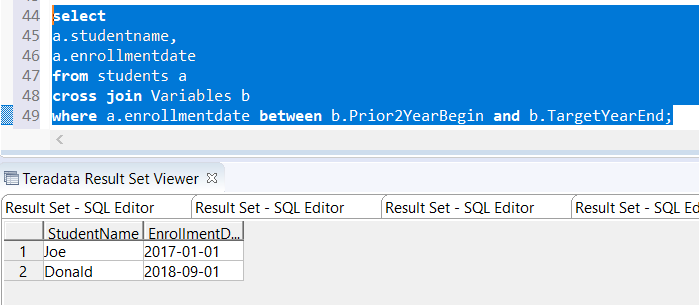 44 select
45 a.studentname,
46 a.enrollmentdate
47 from students a
48 cross join Variables b
49 where a.enrollmentdate between b.Prior2YearBegin and b.TargetYearEnd;
Teradata Result Set Viewer
Result Set - SQL Editor Result Set - SQL Editor Result Set - SQL Editor Result Set - SQL Ed
StudentName EnrollmentD...
1 Joe 2017-01-01
2 Donald 2018-09-01